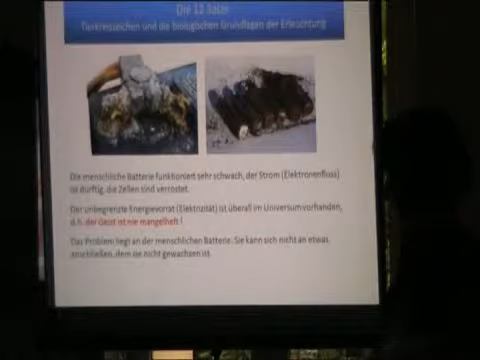 Die 12 Salze
Tierkreiszeichen und die biologischen Grundlagen der Erleuchtung
Die menschliche Batterie funktioniert sehr schwach, der Strom (Elektronenfluss)
ist dürftig, die Zellen sind verrostet.
Der unbegrenzte Energievorrat (Elektrizität) ist überall im Universum vorhanden,
d.h. der Geist ist nie mangelhaft !
Das Problem liegt an der menschlichen Batterie. Sie kann sich nicht an etwas
anschließen, dem sie nicht gewachsen ist.